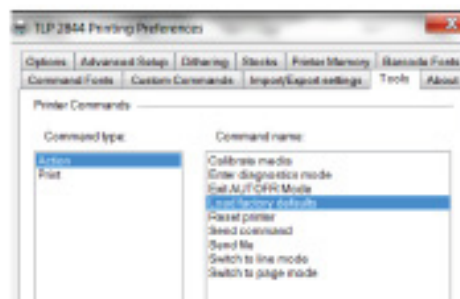 TLP 2844 Printing Preferences
Options Advanced Setup Dithering Stocks Printer Memory Barcode Fonts
Command Fonts Custom Commands Import/Export settings Tools About
Printer Commands
Command type: Command name:
Action Calibrate media
Print Enter diagnostics mode
Exit AUTOFR Mode
Load factory defaults
Reset printer
Send command
Send file
Switch to line mode
Switch to page mode